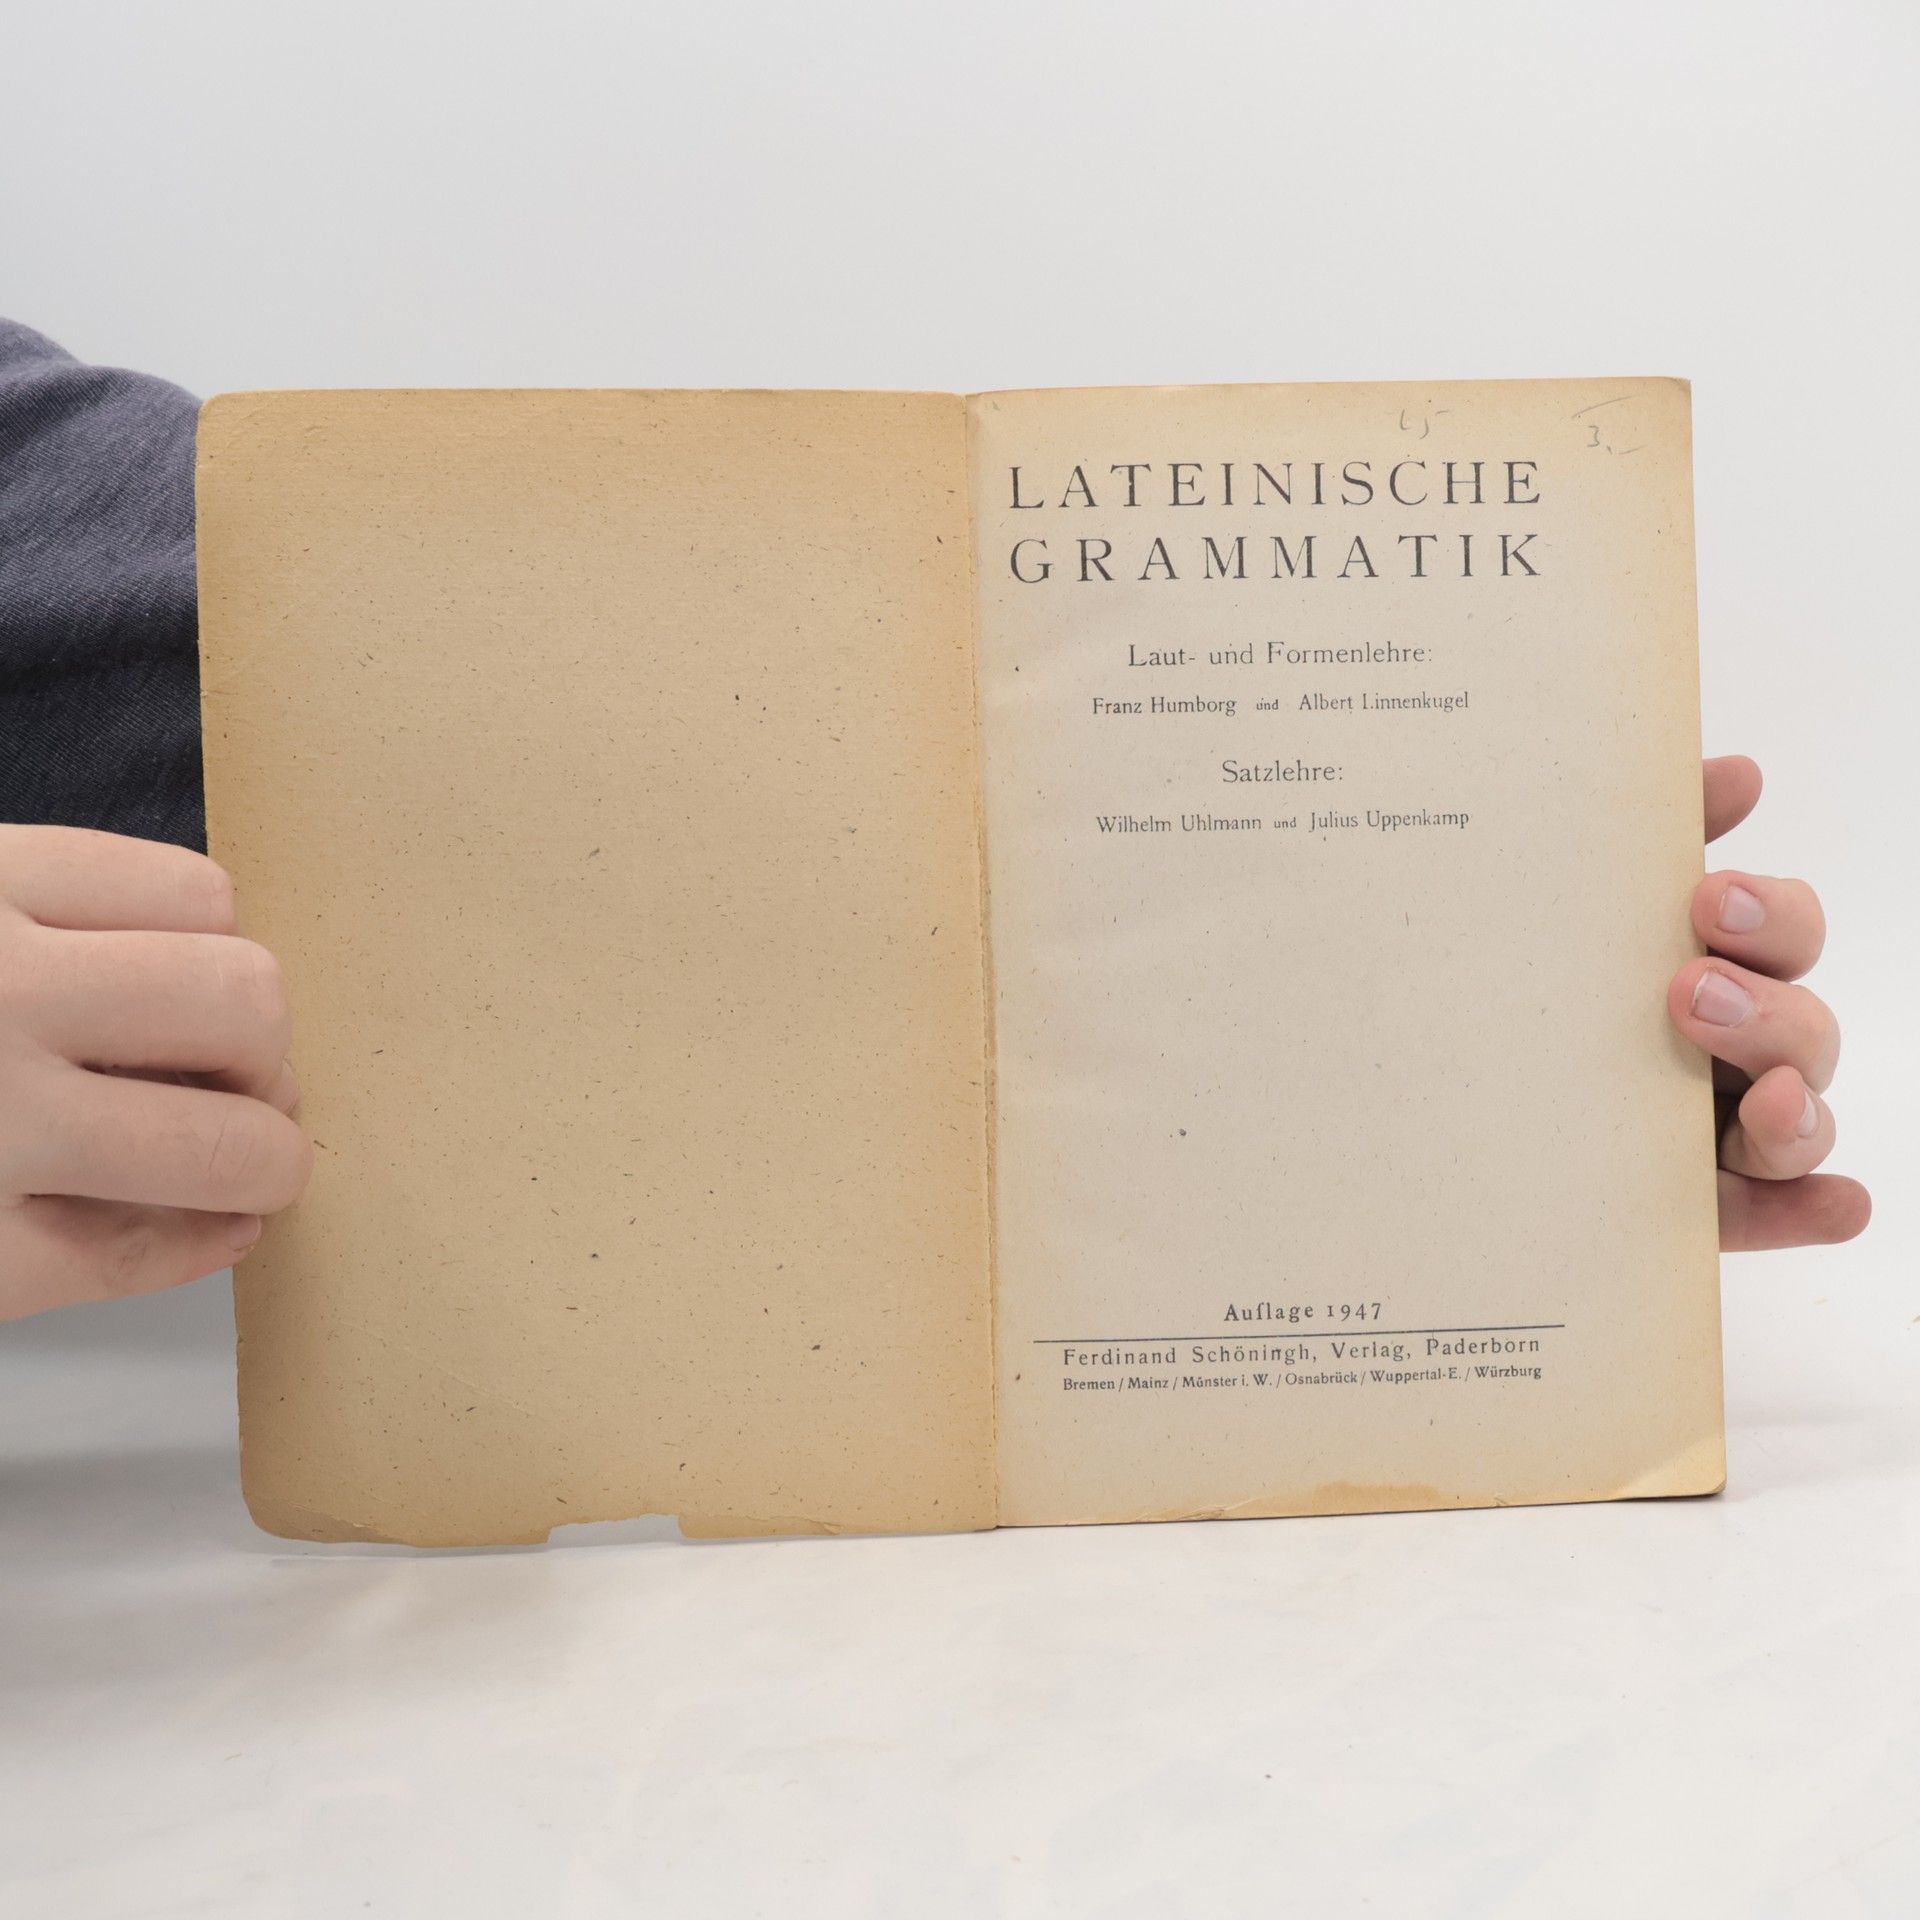 LATEINISCHE
GRAMMATIK
Laut- und Formenlehre:
Franz Humborg und Albert Linnenkugel
Satzlehre:
Wilhelm Uhlmann und Julius Uppenkamp
Auflage 1947
Ferdinand Schöningh, Verlag, Paderborn
Bremen / Mainz / Münster i. W. / Osnabrück / Wuppertal-E. / Würzburg